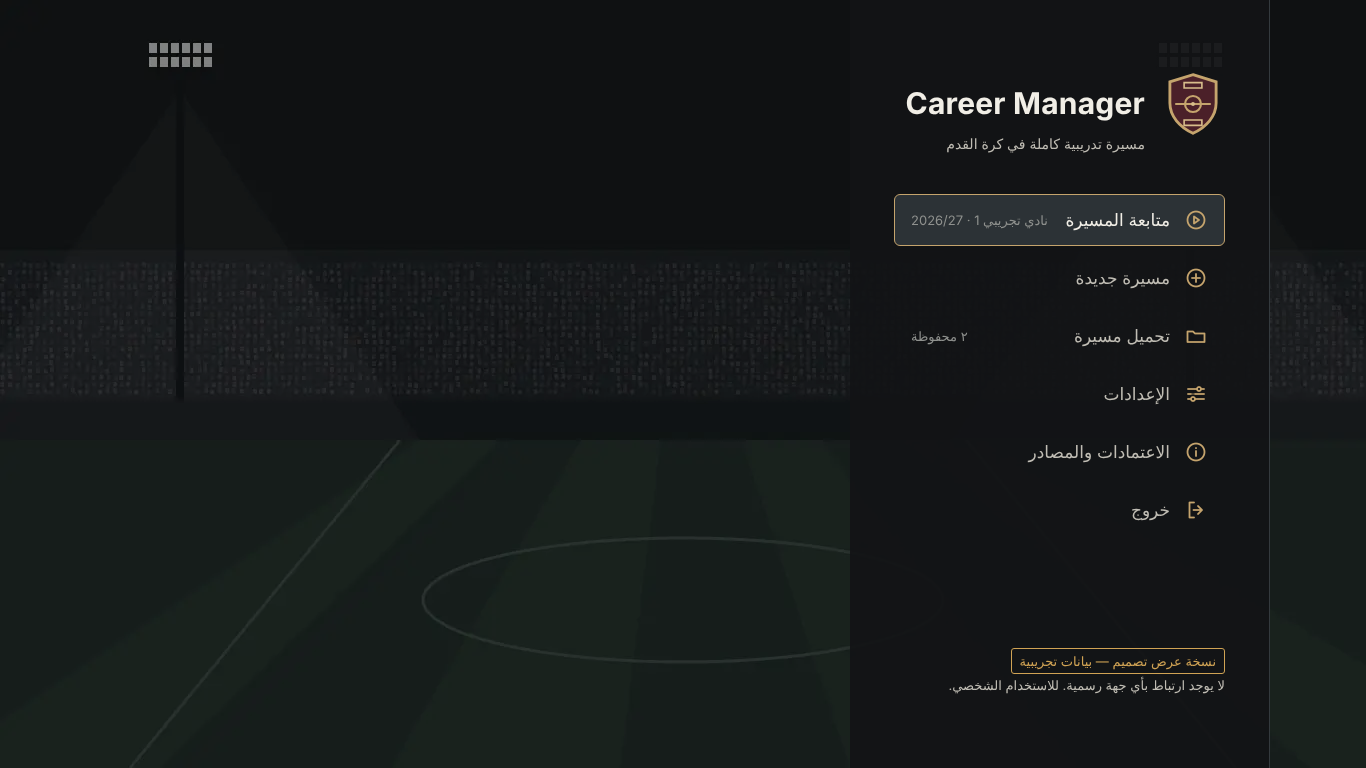 Career Manager
مسيرة تدريبية كاملة في كرة القدم
متابعة المسيرة نادي تجريبي 1 · 2026/27
مسيرة جديدة
تحميل مسيرة ٢ محفوظة
الإعدادات
الاعتمادات والمصادر
خروج
نسخة عرض تصميم — بيانات تجريبية
لا يوجد ارتباط بأي جهة رسمية. للاستخدام الشخصي.